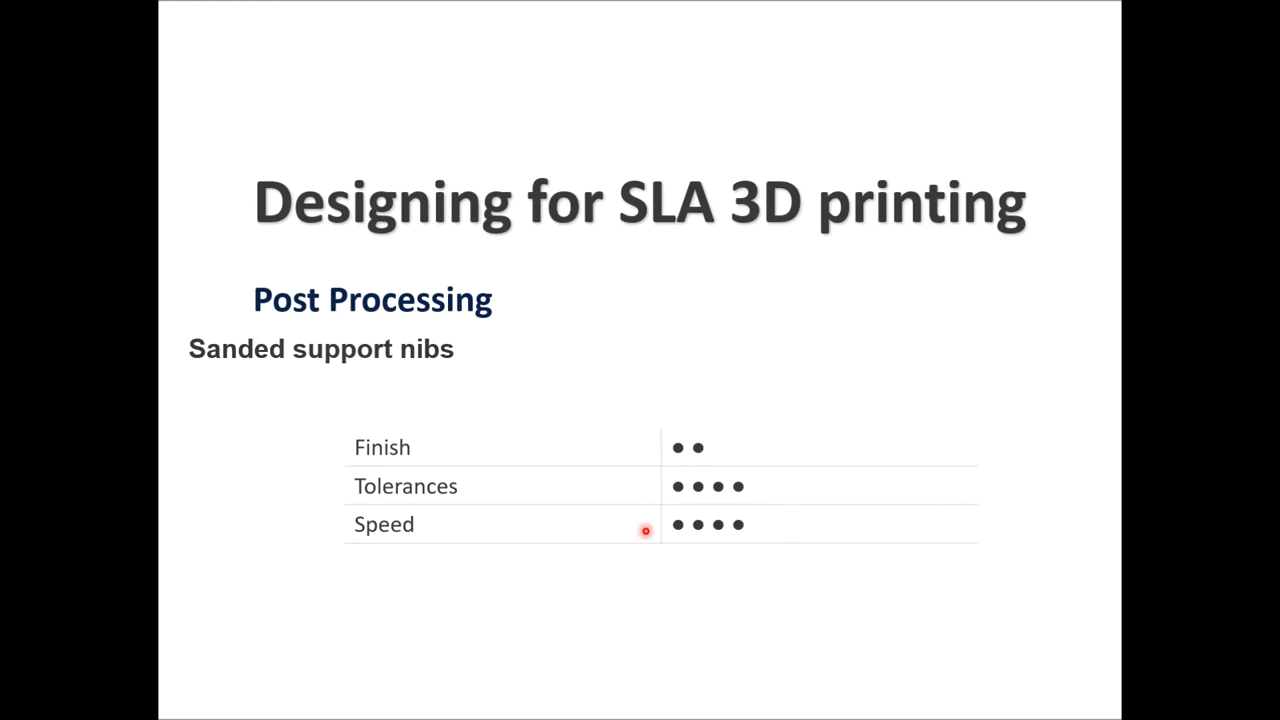 Designing for SLA 3D printing
Post Processing
Sanded support nibs
Finish ● ●
Tolerances ● ● ● ●
Speed ● ● ● ●